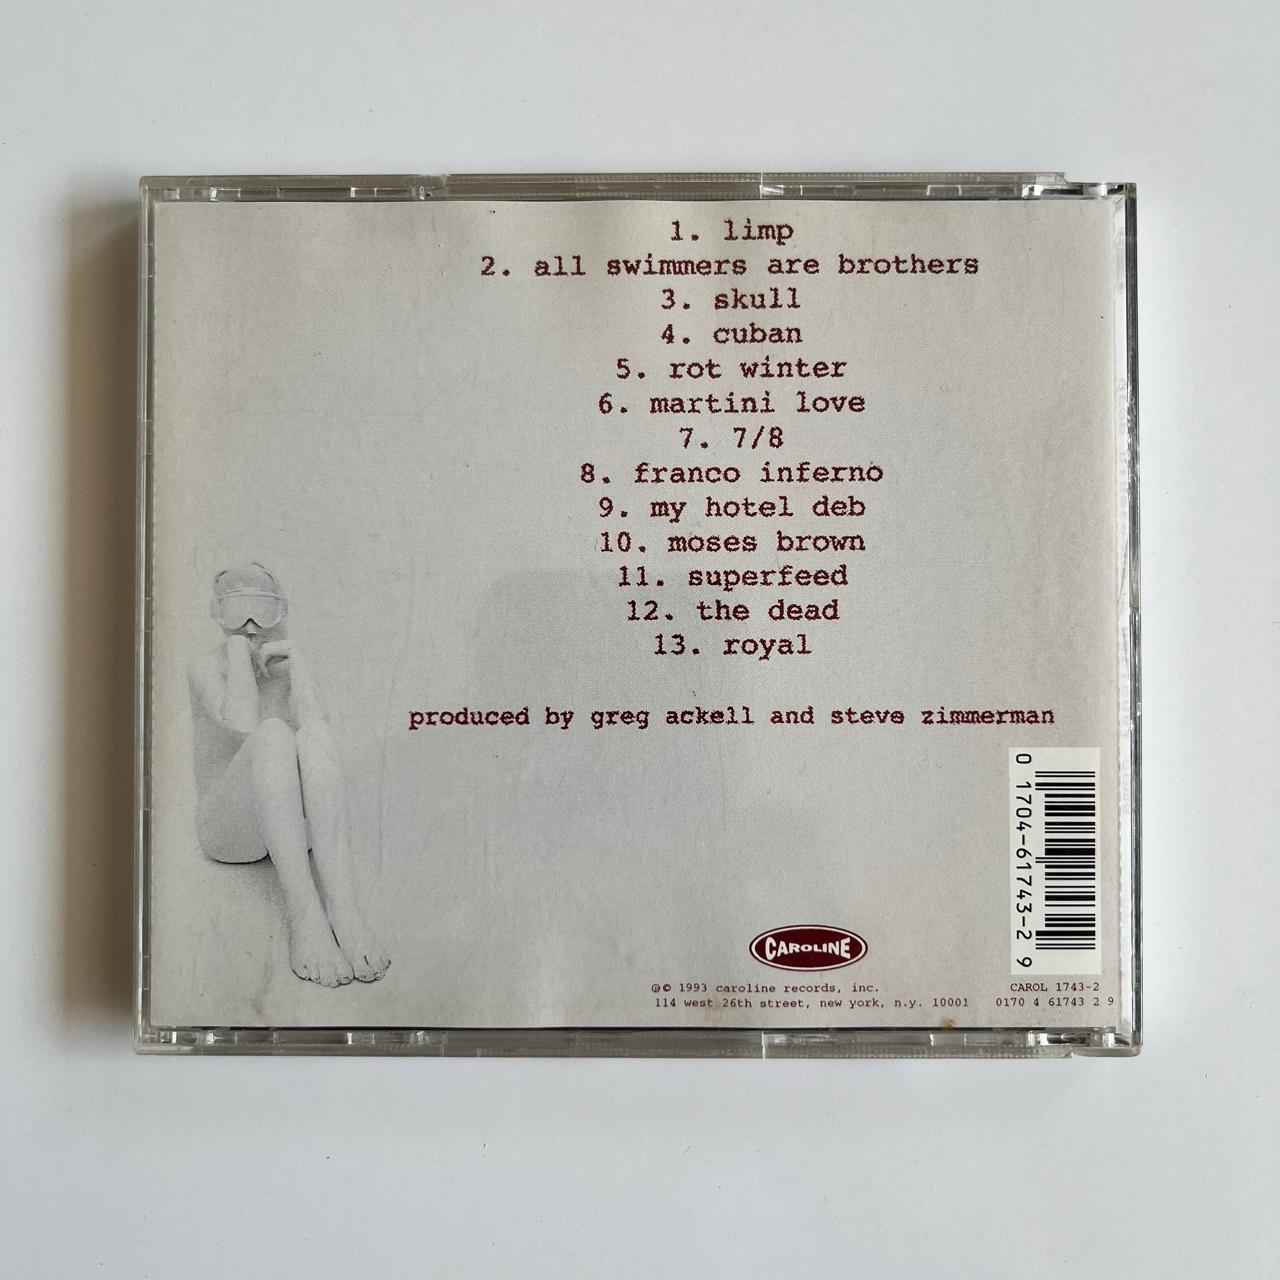 1. limp
2. all swimmers are brothers
3. skull
4. cuban
5. rot winter
6. martini love
7. 7/8
8. franco inferno
9. my hotel deb
10. moses brown
11. superfeed
12. the dead
13. royal
produced by greg ackell and steve zimmerman
0 1704-61743-2 9
CAROLINE
℗© 1993 caroline records, inc.
114 west 26th street, new york, n.y. 10001
CAROL 1743-2
0170 4 61743 2 9